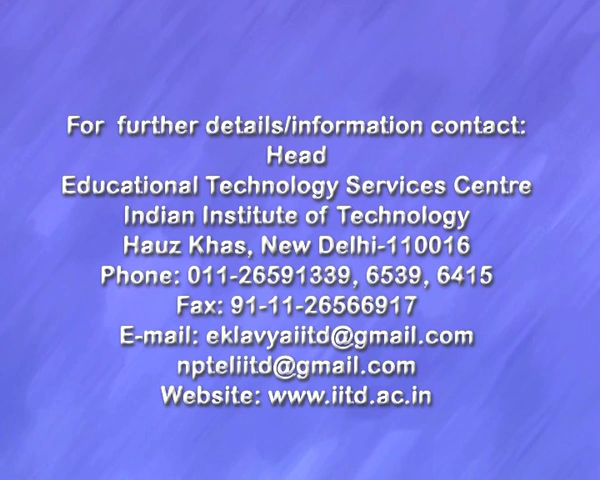 For further details/information contact:
Head
Educational Technology Services Centre
Indian Institute of Technology
Hauz Khas, New Delhi-110016
Phone: 011-26591339, 6539, 6415
Fax: 91-11-26566917
E-mail: eklavyaiitd@gmail.com
npteliitd@gmail.com
Website: www.iitd.ac.in